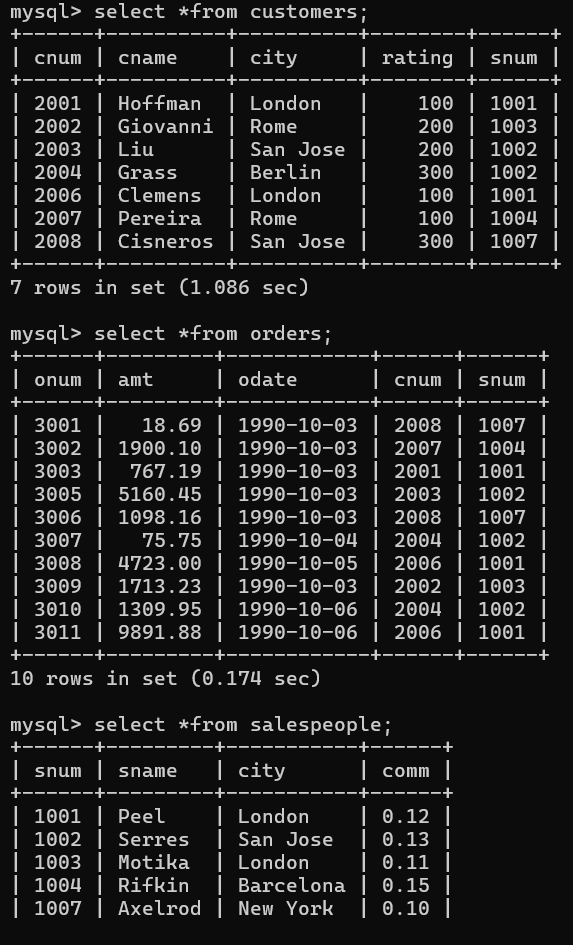 mysql> select *from customers;
+------+----------+----------+--------+------+
| cnum | cname    | city     | rating | snum |
+------+----------+----------+--------+------+
| 2001 | Hoffman  | London   |    100 | 1001 |
| 2002 | Giovanni | Rome     |    200 | 1003 |
| 2003 | Liu      | San Jose |    200 | 1002 |
| 2004 | Grass    | Berlin   |    300 | 1002 |
| 2006 | Clemens  | London   |    100 | 1001 |
| 2007 | Pereira  | Rome     |    100 | 1004 |
| 2008 | Cisneros | San Jose |    300 | 1007 |
+------+----------+----------+--------+------+
7 rows in set (1.086 sec)

mysql> select *from orders;
+------+---------+------------+------+------+
| onum | amt     | odate      | cnum | snum |
+------+---------+------------+------+------+
| 3001 |   18.69 | 1990-10-03 | 2008 | 1007 |
| 3002 | 1900.10 | 1990-10-03 | 2007 | 1004 |
| 3003 |  767.19 | 1990-10-03 | 2001 | 1001 |
| 3005 | 5160.45 | 1990-10-03 | 2003 | 1002 |
| 3006 | 1098.16 | 1990-10-03 | 2008 | 1007 |
| 3007 |   75.75 | 1990-10-04 | 2004 | 1002 |
| 3008 | 4723.00 | 1990-10-05 | 2006 | 1001 |
| 3009 | 1713.23 | 1990-10-03 | 2002 | 1003 |
| 3010 | 1309.95 | 1990-10-06 | 2004 | 1002 |
| 3011 | 9891.88 | 1990-10-06 | 2006 | 1001 |
+------+---------+------------+------+------+
10 rows in set (0.174 sec)

mysql> select *from salespeople;
+------+---------+-----------+------+
| snum | sname   | city      | comm |
+------+---------+-----------+------+
| 1001 | Peel    | London    | 0.12 |
| 1002 | Serres  | San Jose  | 0.13 |
| 1003 | Motika  | London    | 0.11 |
| 1004 | Rifkin  | Barcelona | 0.15 |
| 1007 | Axelrod | New York  | 0.10 |